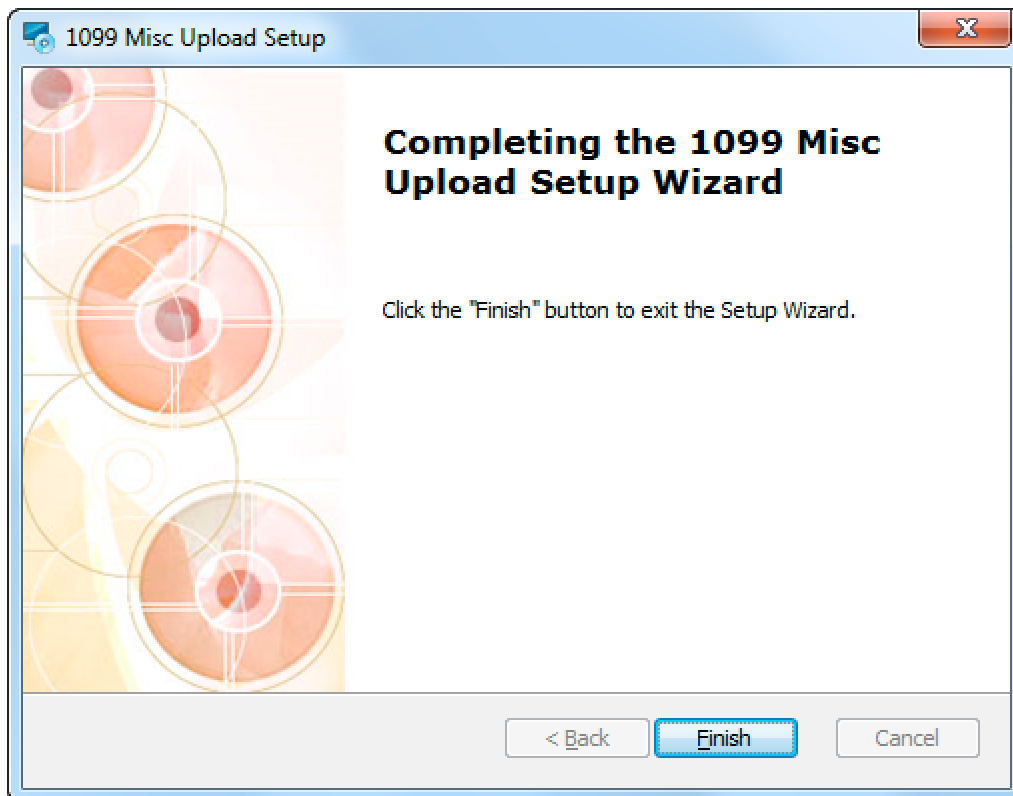 1099 Misc Upload Setup
Completing the 1099 Misc
Upload Setup Wizard
Click the "Finish" button to exit the Setup Wizard.
< Back
Finish
Cancel